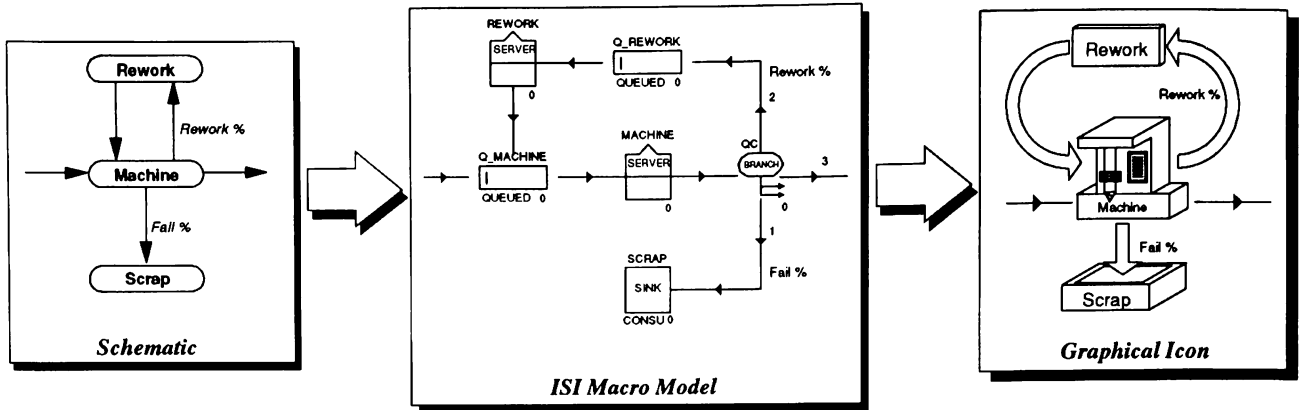 Rework
Rework %
Machine
Fail %
Scrap
Schematic
REWORK
SERVER
0
Q_REWORK
QUEUED 0
Rework %
2
Q_MACHINE
QUEUED 0
MACHINE
SERVER
0
QC
BRANCH
3
0
1
Fail %
SCRAP
SINK
CONSU 0
ISI Macro Model
Rework
Rework %
Machine
Fail %
Scrap
Graphical Icon